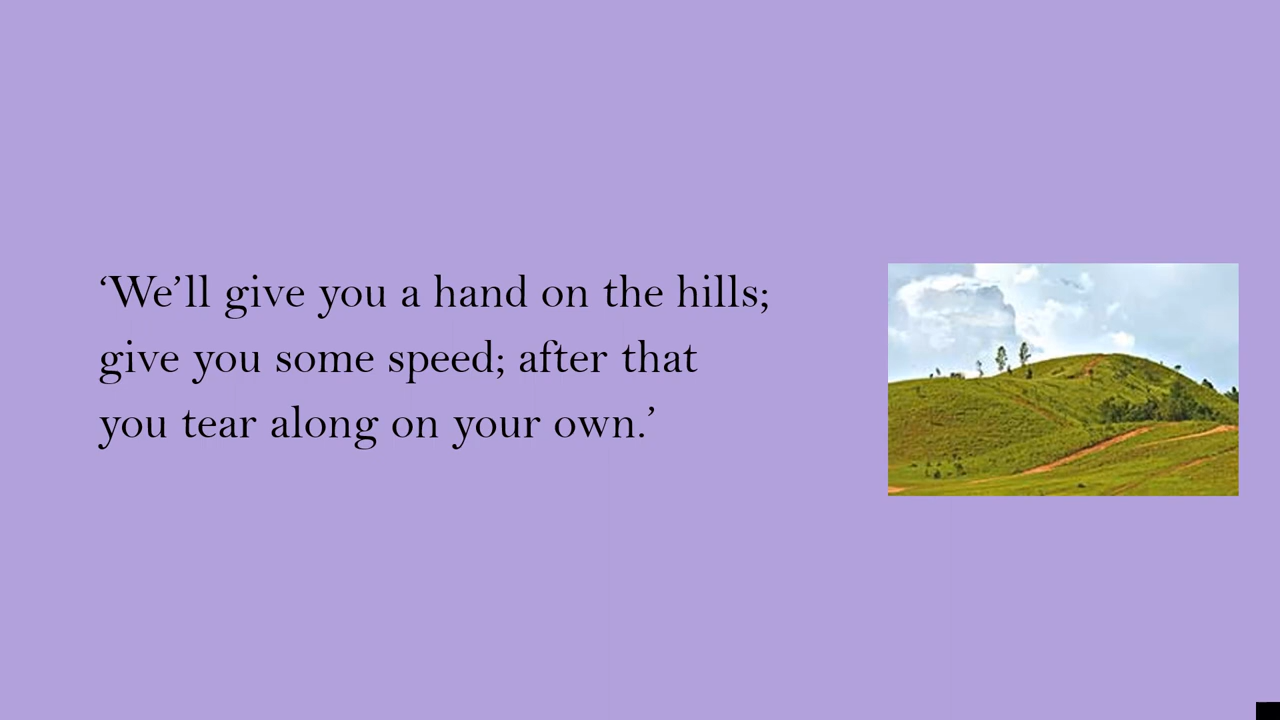 ‘We’ll give you a hand on the hills;
give you some speed; after that
you tear along on your own.’